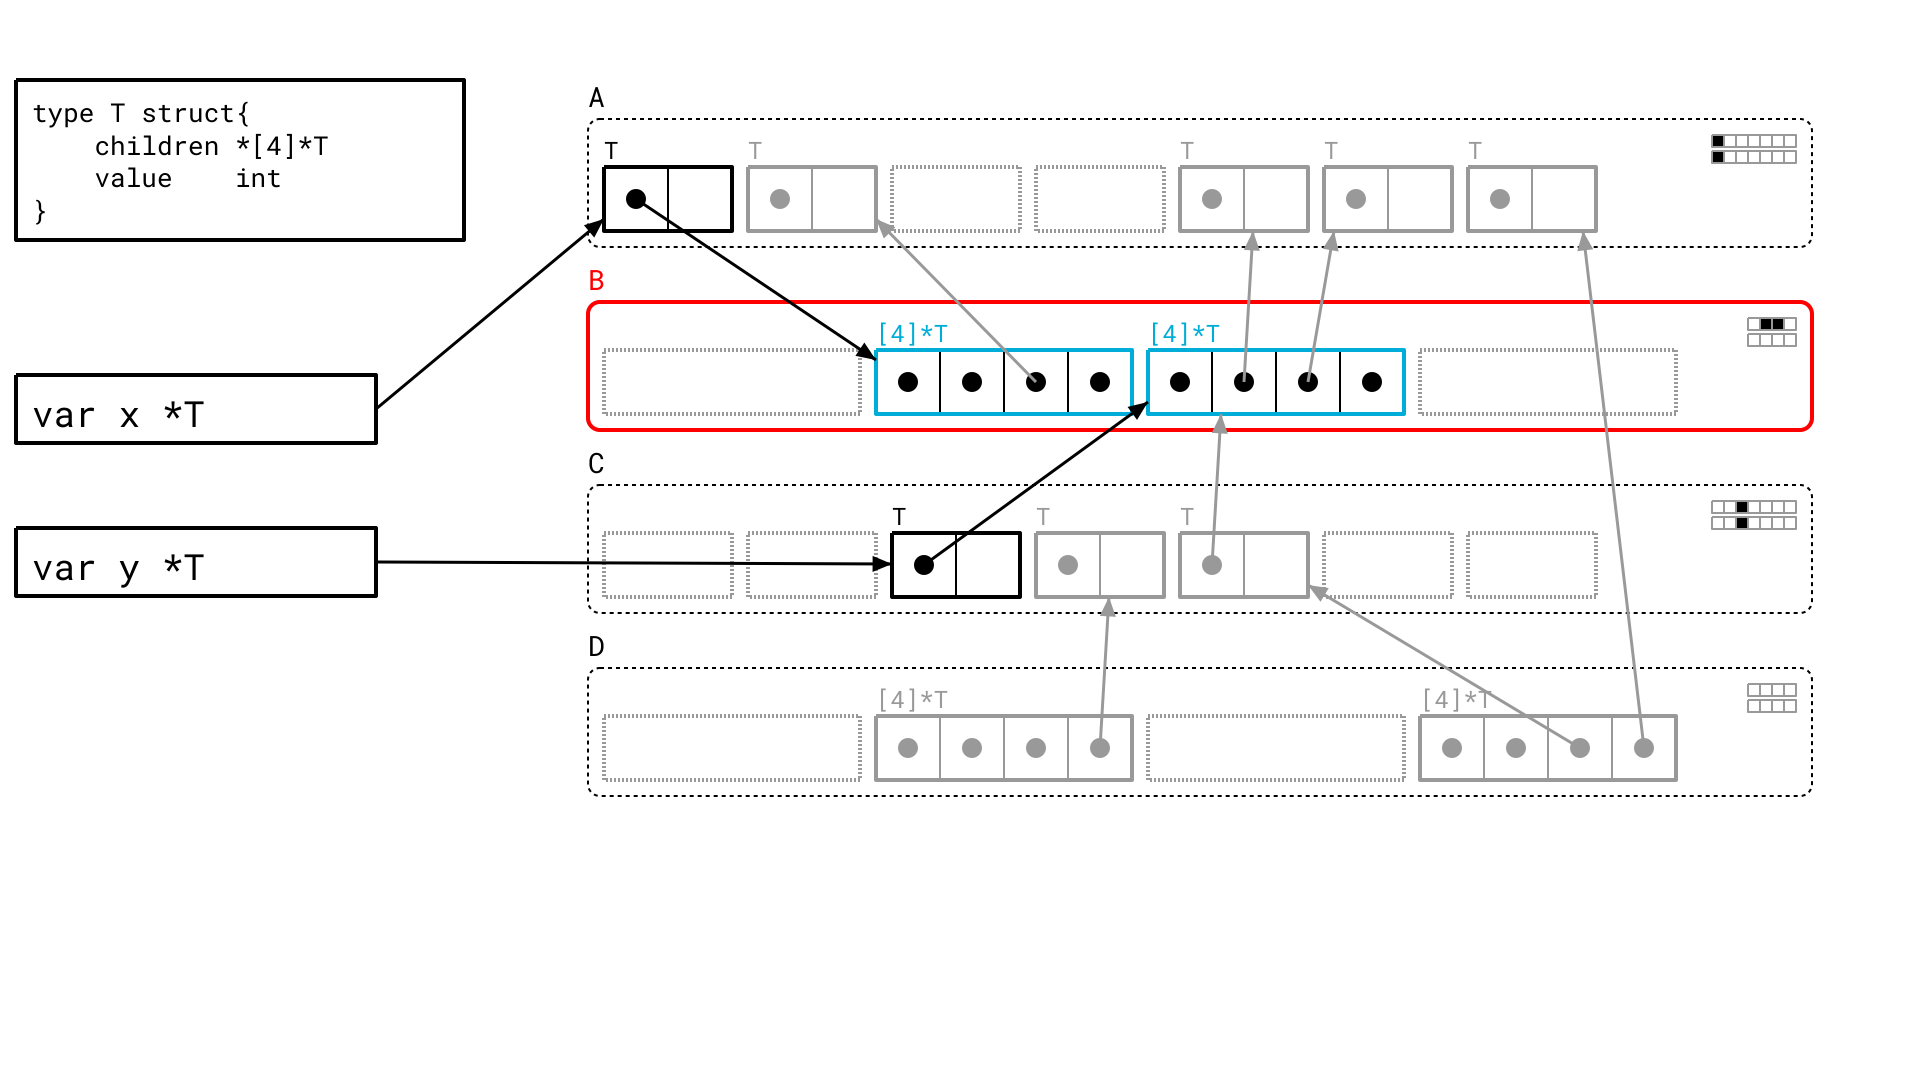 type T struct{
    children *[4]*T
    value    int
}
var x *T
var y *T
A
T T T T T
B
[4]*T [4]*T
C
T T T
D
[4]*T [4]*T